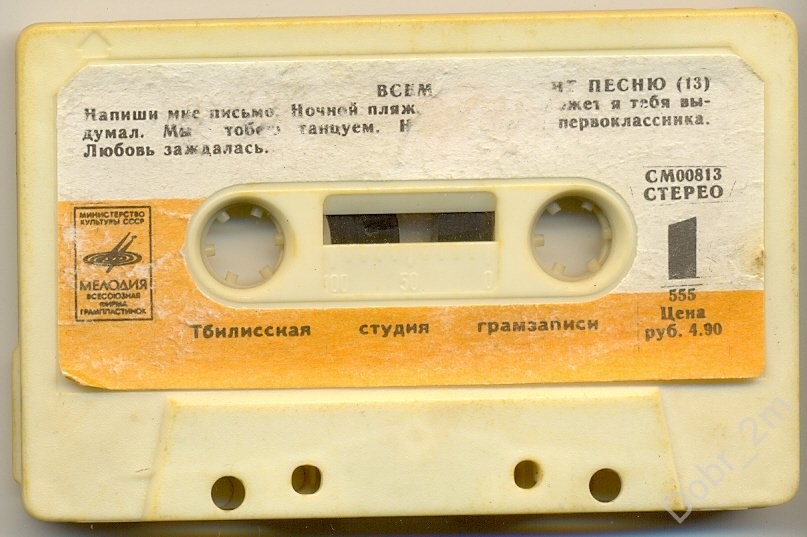 ВСЕМ ПЕСНЮ (13)
Напиши мне письмо. Ночной пляж. я тебя вы-
думал. Мы танцуем. первоклассника.
Любовь заждалась.
СМ00813
СТЕРЕО
МИНИСТЕРСТВО
КУЛЬТУРЫ СССР
МЕЛОДИЯ
ВСЕСОЮЗНАЯ
ФИРМА
ГРАМПЛАСТИНОК
1
555
Цена
руб. 4.90
Тбилисская студия грамзаписи
100 50 0
Dobr_2m